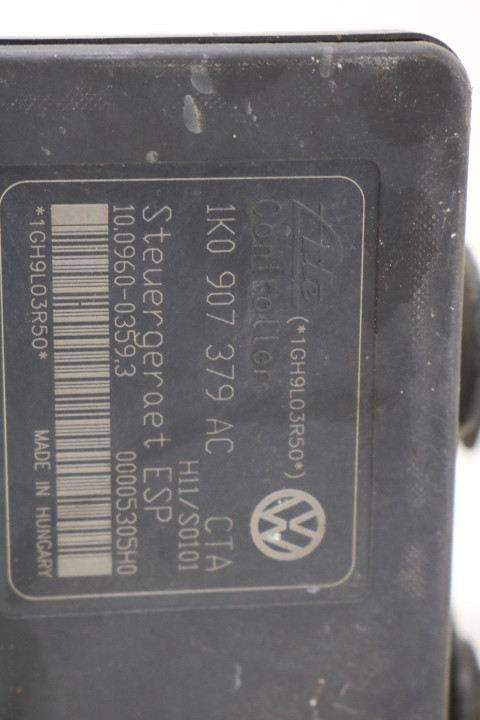 Ate (*1GH9L03R50*)
Controller
1K0 907 379 AC CTA
H11/S0101
Steuergeraet ESP
10.0960-0359.3 00005305H0
*1GH9L03R50* MADE IN HUNGARY